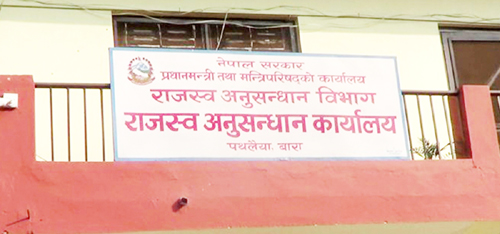 नेपाल सरकार
प्रधानमन्त्री तथा मन्त्रिपरिषद्को कार्यालय
राजस्व अनुसन्धान विभाग
राजस्व अनुसन्धान कार्यालय
पथलैया, बारा